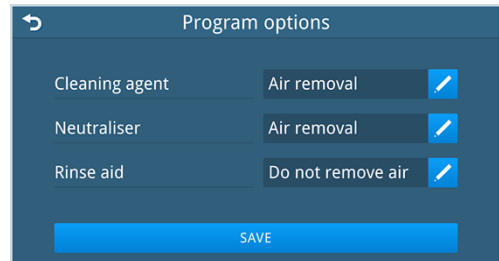 Program options
Cleaning agent Air removal
Neutraliser Air removal
Rinse aid Do not remove air
SAVE